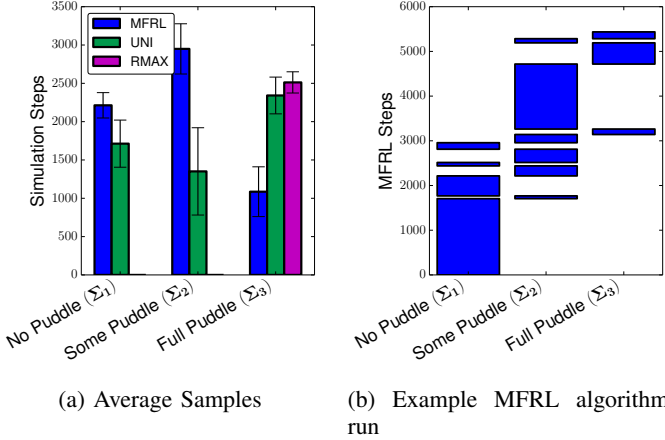 3500
3000
2500
2000
1500
1000
500
0
Simulation Steps
MFRL
UNI
RMAX
No Puddle (Σ₁)
Some Puddle (Σ₂)
Full Puddle (Σ₃)
6000
5000
4000
3000
2000
1000
0
MFRL Steps
No Puddle (Σ₁)
Some Puddle (Σ₂)
Full Puddle (Σ₃)
(a) Average Samples
(b) Example MFRL algorithm
run